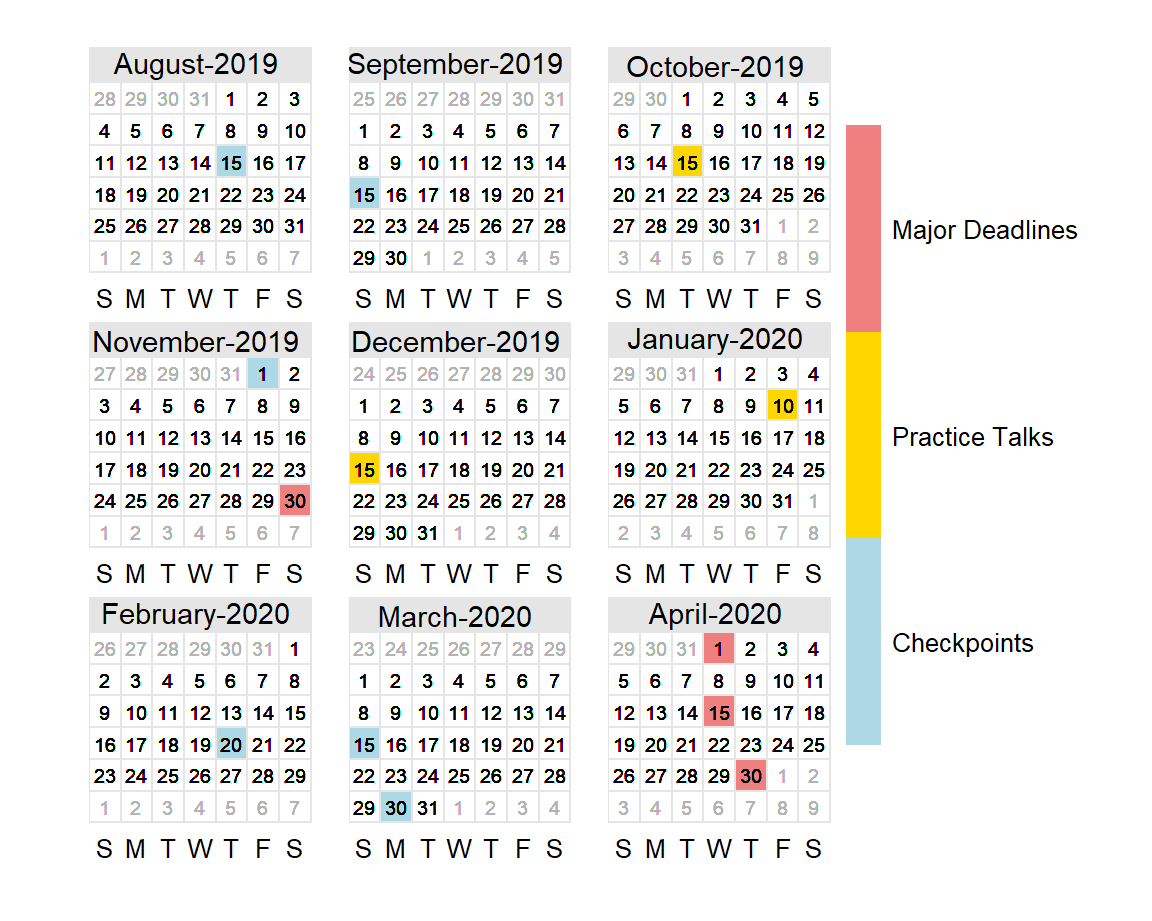 August-2019
28 29 30 31 1 2 3
4 5 6 7 8 9 10
11 12 13 14 15 16 17
18 19 20 21 22 23 24
25 26 27 28 29 30 31
1 2 3 4 5 6 7
S M T W T F S
September-2019
25 26 27 28 29 30 31
1 2 3 4 5 6 7
8 9 10 11 12 13 14
15 16 17 18 19 20 21
22 23 24 25 26 27 28
29 30 1 2 3 4 5
S M T W T F S
October-2019
29 30 1 2 3 4 5
6 7 8 9 10 11 12
13 14 15 16 17 18 19
20 21 22 23 24 25 26
27 28 29 30 31 1 2
3 4 5 6 7 8 9
S M T W T F S
November-2019
27 28 29 30 31 1 2
3 4 5 6 7 8 9
10 11 12 13 14 15 16
17 18 19 20 21 22 23
24 25 26 27 28 29 30
1 2 3 4 5 6 7
S M T W T F S
December-2019
24 25 26 27 28 29 30
1 2 3 4 5 6 7
8 9 10 11 12 13 14
15 16 17 18 19 20 21
22 23 24 25 26 27 28
29 30 31 1 2 3 4
S M T W T F S
January-2020
29 30 31 1 2 3 4
5 6 7 8 9 10 11
12 13 14 15 16 17 18
19 20 21 22 23 24 25
26 27 28 29 30 31 1
2 3 4 5 6 7 8
S M T W T F S
February-2020
26 27 28 29 30 31 1
2 3 4 5 6 7 8
9 10 11 12 13 14 15
16 17 18 19 20 21 22
23 24 25 26 27 28 29
1 2 3 4 5 6 7
S M T W T F S
March-2020
23 24 25 26 27 28 29
1 2 3 4 5 6 7
8 9 10 11 12 13 14
15 16 17 18 19 20 21
22 23 24 25 26 27 28
29 30 31 1 2 3 4
S M T W T F S
April-2020
29 30 31 1 2 3 4
5 6 7 8 9 10 11
12 13 14 15 16 17 18
19 20 21 22 23 24 25
26 27 28 29 30 1 2
3 4 5 6 7 8 9
S M T W T F S
Major Deadlines
Practice Talks
Checkpoints